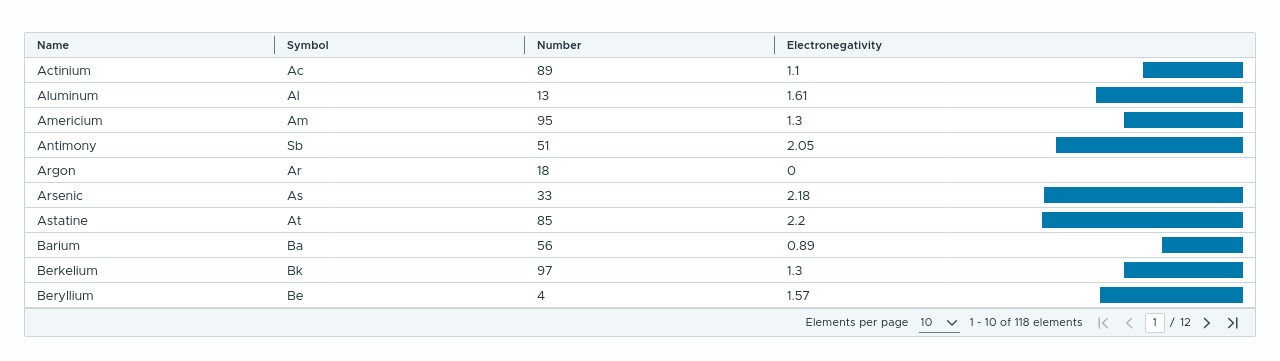 Name Symbol Number Electronegativity
Actinium Ac 89 1.1
Aluminum Al 13 1.61
Americium Am 95 1.3
Antimony Sb 51 2.05
Argon Ar 18 0
Arsenic As 33 2.18
Astatine At 85 2.2
Barium Ba 56 0.89
Berkelium Bk 97 1.3
Beryllium Be 4 1.57
Elements per page 10 1 - 10 of 118 elements 1 / 12